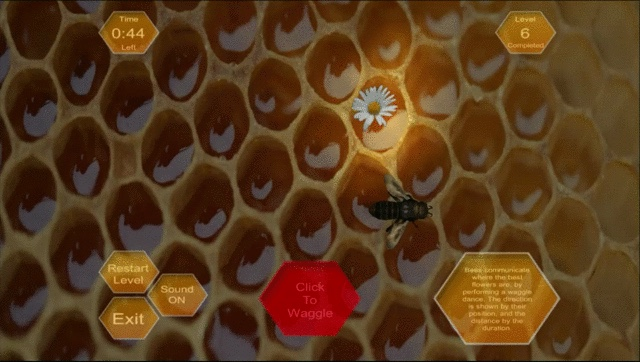 Time
0:44
Left
Level
6
Completed
Restart
Level
Sound
ON
Exit
Click
To
Waggle
Bees communicate
where the best
flowers are, by
performing a waggle
dance. The direction
is shown by their
position, and the
distance by the
duration.